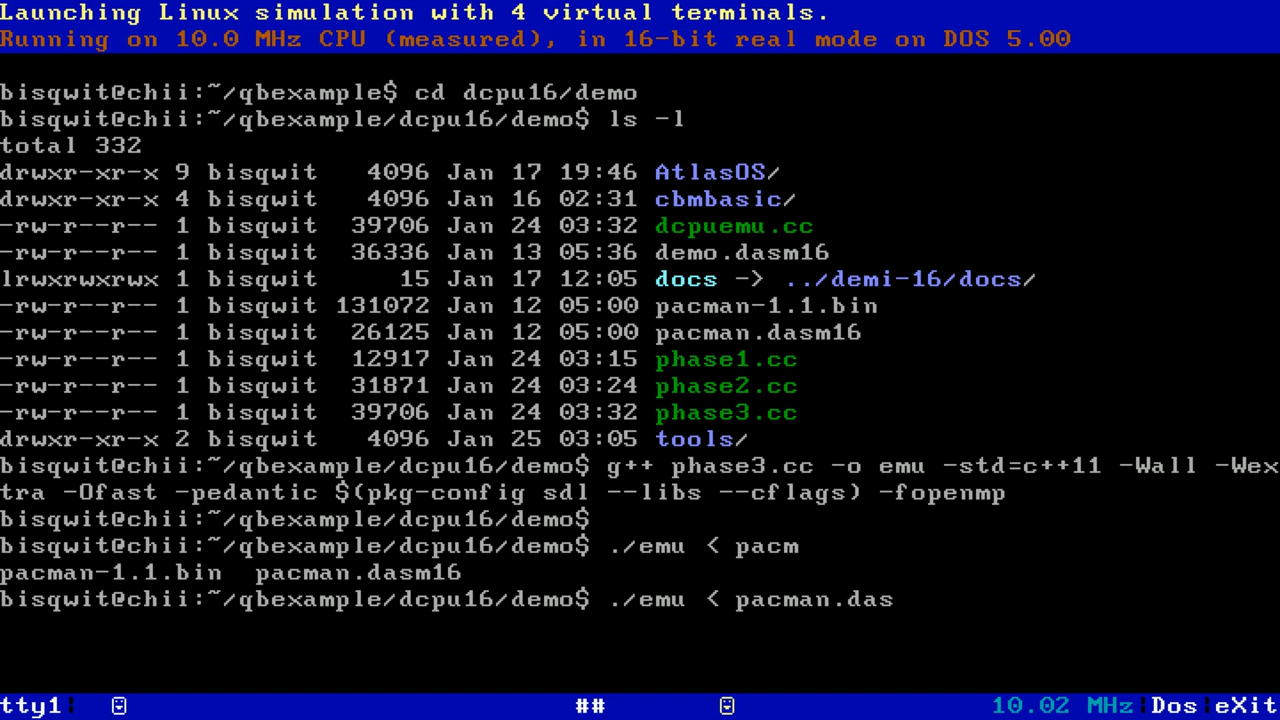 Launching Linux simulation with 4 virtual terminals.
Running on 10.0 MHz CPU (measured), in 16-bit real mode on DOS 5.00
bisqwit@chii:~/qbexample$ cd dcpu16/demo
bisqwit@chii:~/qbexample/dcpu16/demo$ ls -l
total 332
drwxr-xr-x 9 bisqwit   4096 Jan 17 19:46 AtlasOS/
drwxr-xr-x 4 bisqwit   4096 Jan 16 02:31 cbmbasic/
-rw-r--r-- 1 bisqwit  39706 Jan 24 03:32 dcpuemu.cc
-rw-r--r-- 1 bisqwit  36336 Jan 13 05:36 demo.dasm16
lrwxrwxrwx 1 bisqwit     15 Jan 17 12:05 docs -> ../demi-16/docs/
-rw-r--r-- 1 bisqwit 131072 Jan 12 05:00 pacman-1.1.bin
-rw-r--r-- 1 bisqwit  26125 Jan 12 05:00 pacman.dasm16
-rw-r--r-- 1 bisqwit  12917 Jan 24 03:15 phase1.cc
-rw-r--r-- 1 bisqwit  31871 Jan 24 03:24 phase2.cc
-rw-r--r-- 1 bisqwit  39706 Jan 24 03:32 phase3.cc
drwxr-xr-x 2 bisqwit   4096 Jan 25 03:05 tools/
bisqwit@chii:~/qbexample/dcpu16/demo$ g++ phase3.cc -o emu -std=c++11 -Wall -Wex
tra -Ofast -pedantic $(pkg-config sdl --libs --cflags) -fopenmp
bisqwit@chii:~/qbexample/dcpu16/demo$
bisqwit@chii:~/qbexample/dcpu16/demo$ ./emu < pacm
pacman-1.1.bin  pacman.dasm16
bisqwit@chii:~/qbexample/dcpu16/demo$ ./emu < pacman.das
tty1¦ ## 10.02 MHz¦Dos¦eXit